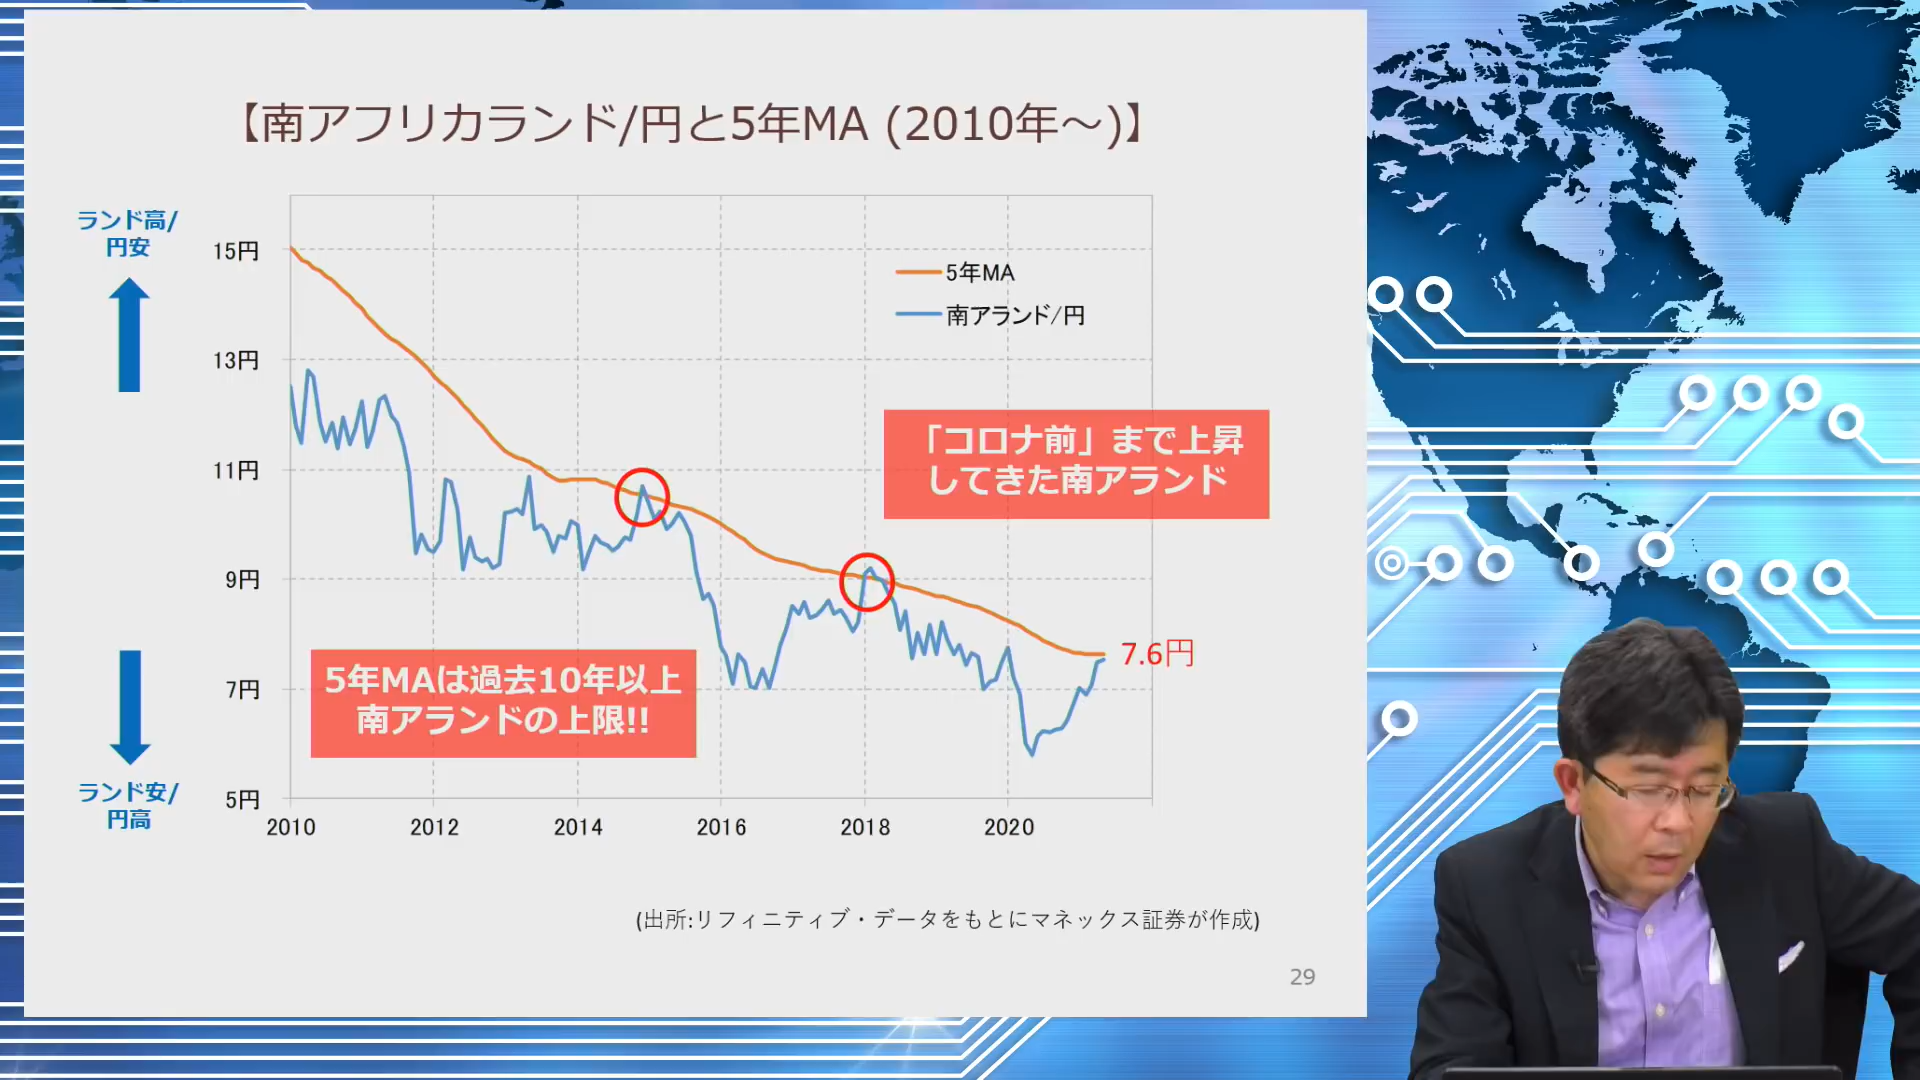 【南アフリカランド/円と5年MA (2010年～)】
ランド高/
円安
15円
13円
11円
9円
7円
5円
ランド安/
円高
5年MA
南アランド/円
「コロナ前」まで上昇
してきた南アランド
7.6円
5年MAは過去10年以上
南アランドの上限!!
2010
2012
2014
2016
2018
2020
(出所:リフィニティブ・データをもとにマネックス証券が作成)
29